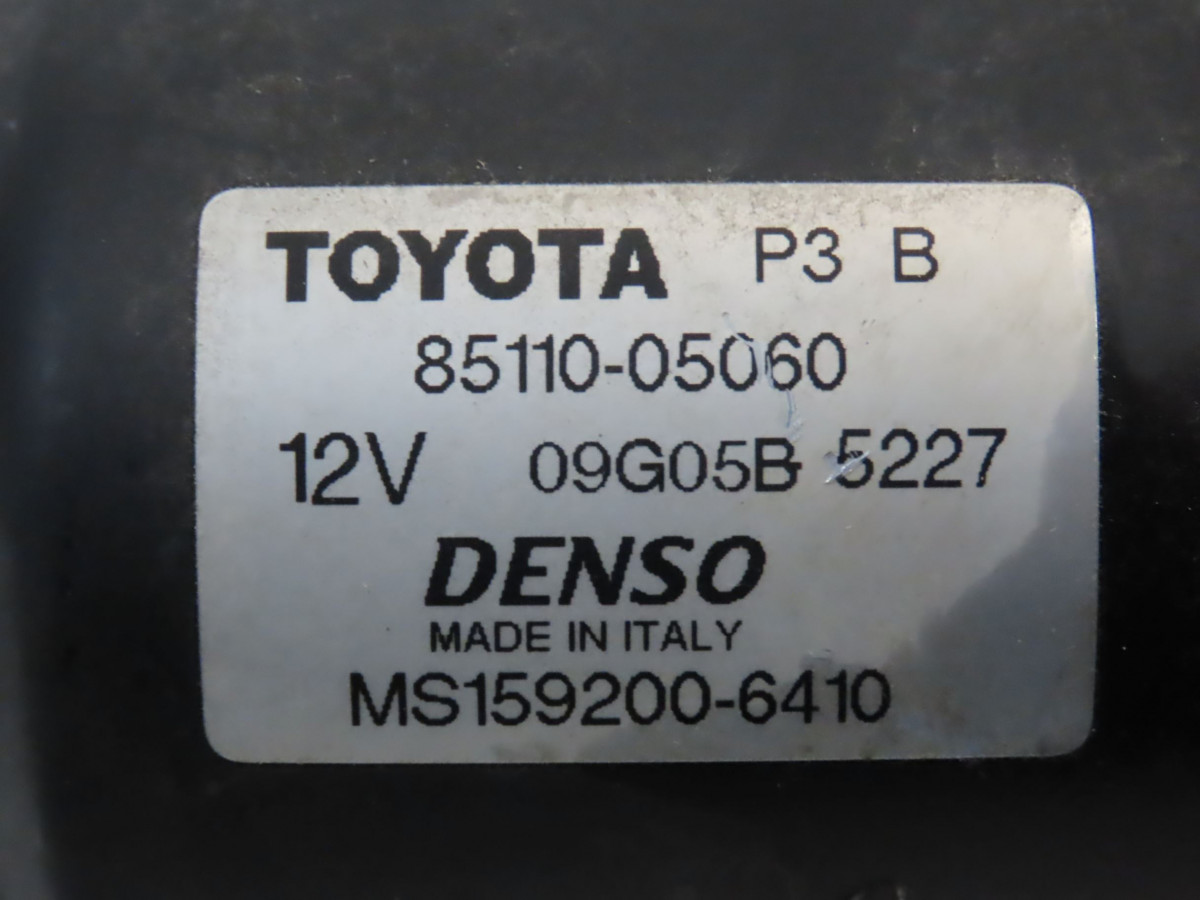 TOYOTA P3 B
85110-05060
12V 09G05B 5227
DENSO
MADE IN ITALY
MS159200-6410